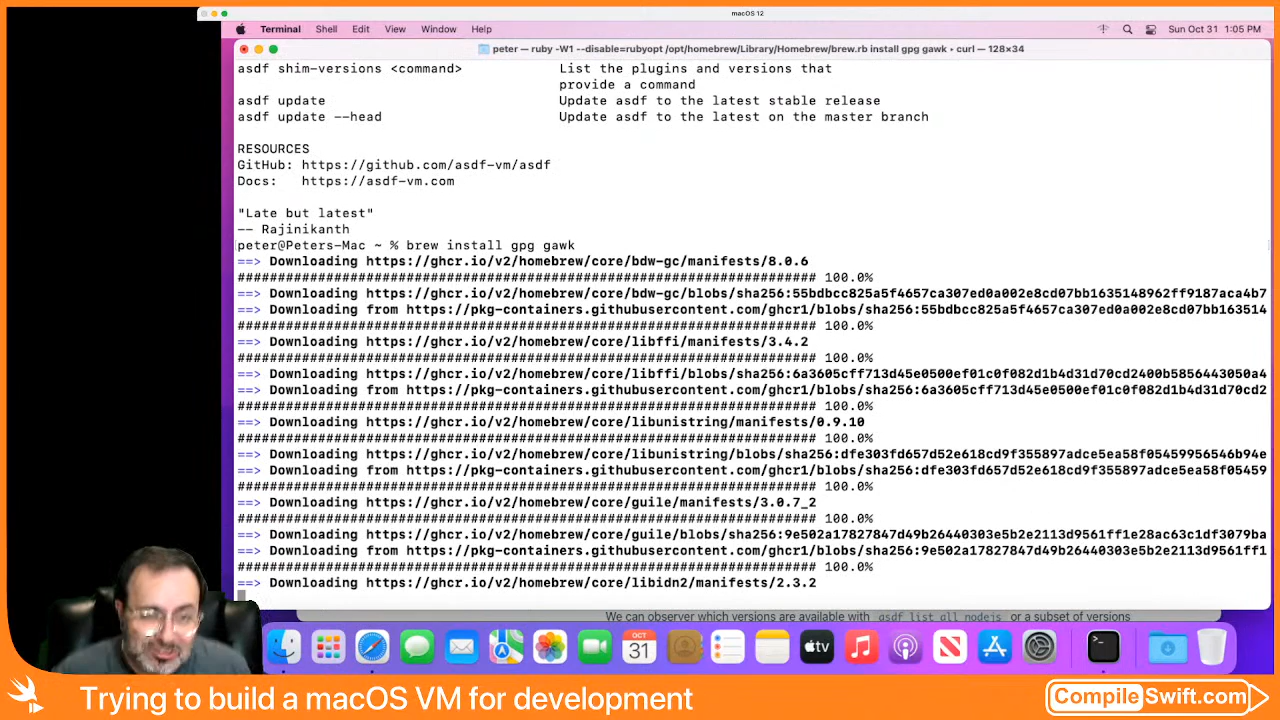 macOS 12
Terminal Shell Edit View Window Help Sun Oct 31 1:05 PM
peter — ruby -W1 --disable=rubyopt /opt/homebrew/Library/Homebrew/brew.rb install gpg gawk • curl — 128×34
asdf shim-versions <command> List the plugins and versions that
provide a command
asdf update Update asdf to the latest stable release
asdf update --head Update asdf to the latest on the master branch
RESOURCES
GitHub: https://github.com/asdf-vm/asdf
Docs: https://asdf-vm.com
"Late but latest"
-- Rajinikanth
peter@Peters-Mac ~ % brew install gpg gawk
==> Downloading https://ghcr.io/v2/homebrew/core/bdw-gc/manifests/8.0.6
######################################################################## 100.0%
==> Downloading https://ghcr.io/v2/homebrew/core/bdw-gc/blobs/sha256:55bdbcc825a5f4657ca307ed0a002e8cd07bb1635148962ff9187aca4b7
==> Downloading from https://pkg-containers.githubusercontent.com/ghcr1/blobs/sha256:55bdbcc825a5f4657ca307ed0a002e8cd07bb163514
######################################################################## 100.0%
==> Downloading https://ghcr.io/v2/homebrew/core/libffi/manifests/3.4.2
######################################################################## 100.0%
==> Downloading https://ghcr.io/v2/homebrew/core/libffi/blobs/sha256:6a3605cff713d45e0500ef01c0f082d1b4d31d70cd2400b5856443050a4
==> Downloading from https://pkg-containers.githubusercontent.com/ghcr1/blobs/sha256:6a3605cff713d45e0500ef01c0f082d1b4d31d70cd2
######################################################################## 100.0%
==> Downloading https://ghcr.io/v2/homebrew/core/libunistring/manifests/0.9.10
######################################################################## 100.0%
==> Downloading https://ghcr.io/v2/homebrew/core/libunistring/blobs/sha256:dfe303fd657d52e618cd9f355897adce5ea58f05459956546b94e
==> Downloading from https://pkg-containers.githubusercontent.com/ghcr1/blobs/sha256:dfe303fd657d52e618cd9f355897adce5ea58f05459
######################################################################## 100.0%
==> Downloading https://ghcr.io/v2/homebrew/core/guile/manifests/3.0.7_2
######################################################################## 100.0%
==> Downloading https://ghcr.io/v2/homebrew/core/guile/blobs/sha256:9e502a17827847d49b26440303e5b2e2113d9561ff1e28ac63c1df3079ba
==> Downloading from https://pkg-containers.githubusercontent.com/ghcr1/blobs/sha256:9e502a17827847d49b26440303e5b2e2113d9561ff1
######################################################################## 100.0%
==> Downloading https://ghcr.io/v2/homebrew/core/libidn2/manifests/2.3.2
We can observer which versions are available with asdf list all nodejs or a subset of versions
OCT
31
tv
>_
Trying to build a macOS VM for development
CompileSwift.com